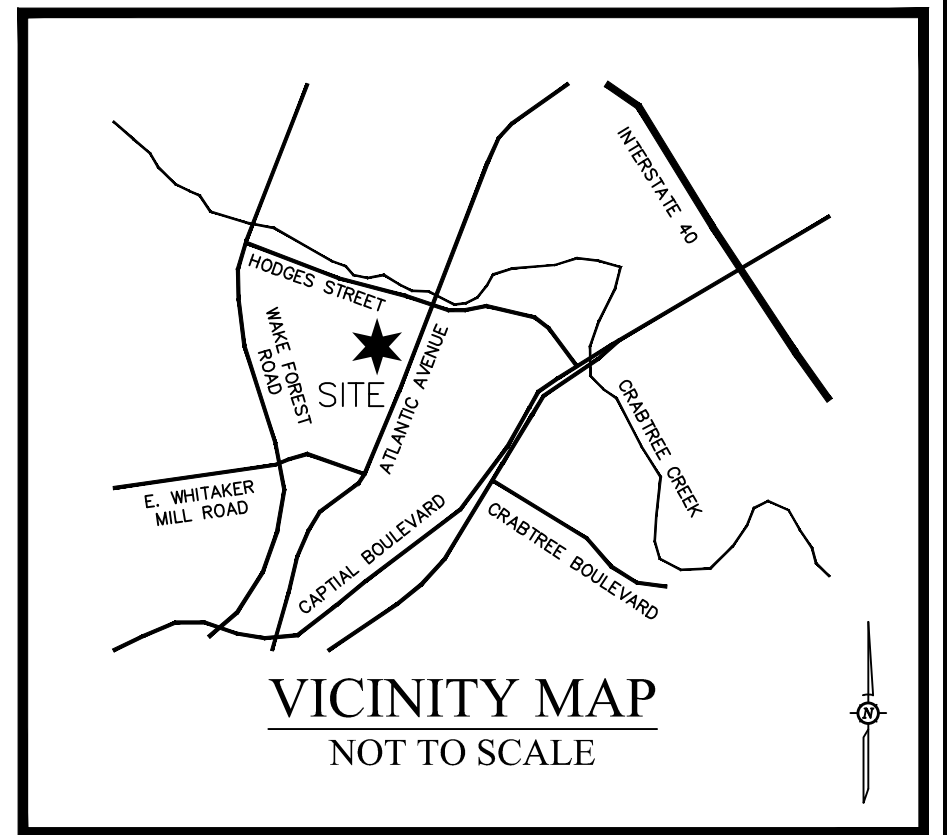 INTERSTATE 40
HODGES STREET
WAKE FOREST
ROAD
SITE
ATLANTIC AVENUE
CRABTREE CREEK
E. WHITAKER
MILL ROAD
CAPTIAL BOULEVARD
CRABTREE BOULEVARD
VICINITY MAP
NOT TO SCALE
N